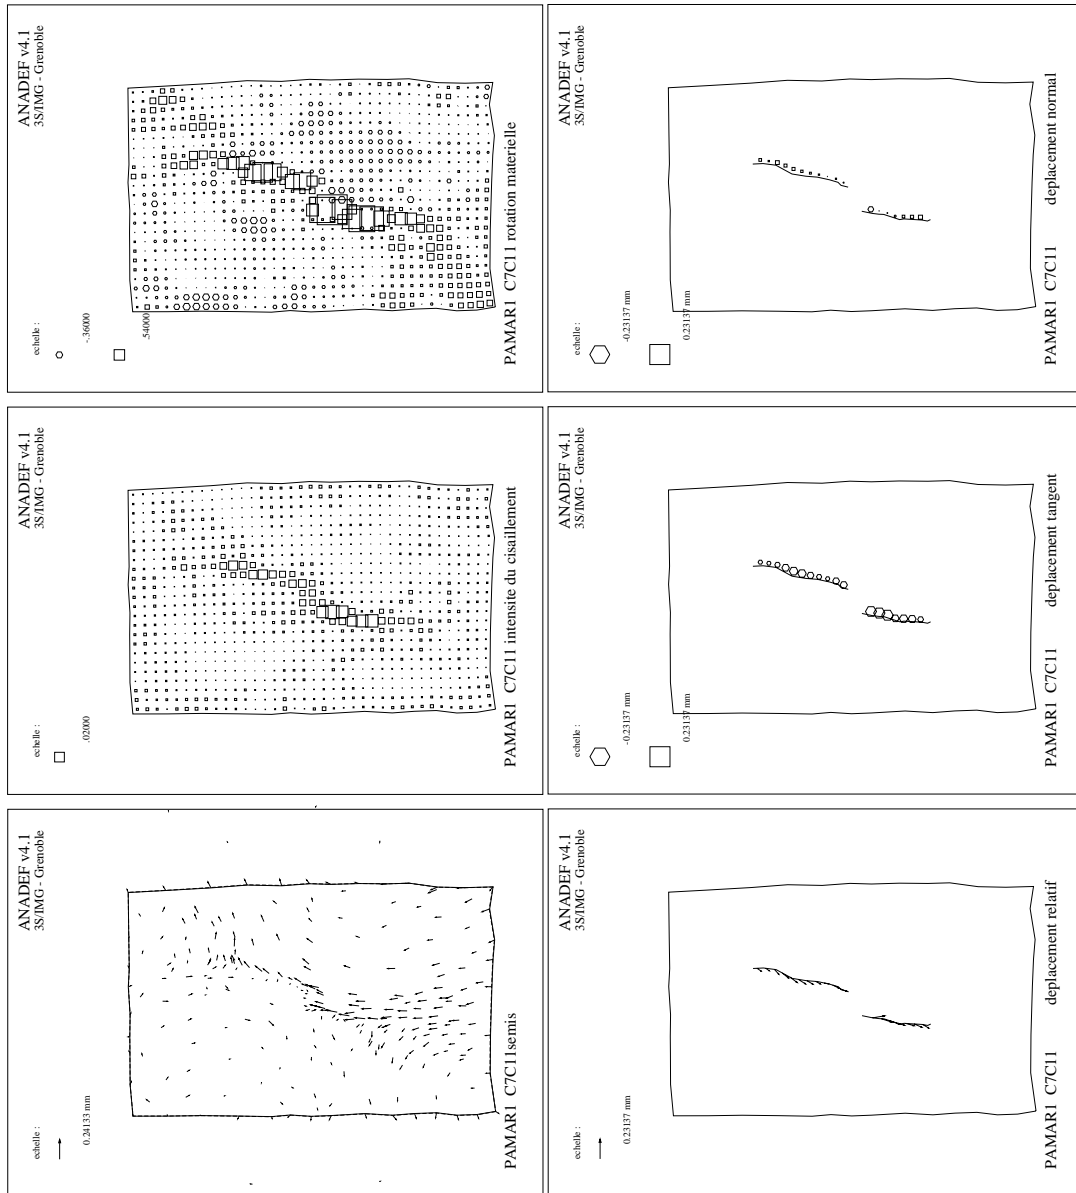 ANADEF v4.1
3S/IMG - Grenoble
echelle :
-.36000
.54000
PAMAR1 C7C11 rotation materielle
ANADEF v4.1
3S/IMG - Grenoble
echelle :
-0.23137 mm
0.23137 mm
PAMAR1 C7C11 deplacement normal
ANADEF v4.1
3S/IMG - Grenoble
echelle :
.02000
PAMAR1 C7C11 intensite du cisaillement
ANADEF v4.1
3S/IMG - Grenoble
echelle :
-0.23137 mm
0.23137 mm
PAMAR1 C7C11 deplacement tangent
ANADEF v4.1
3S/IMG - Grenoble
echelle :
0.24133 mm
PAMAR1 C7C11semis
ANADEF v4.1
3S/IMG - Grenoble
echelle :
0.23137 mm
PAMAR1 C7C11 deplacement relatif